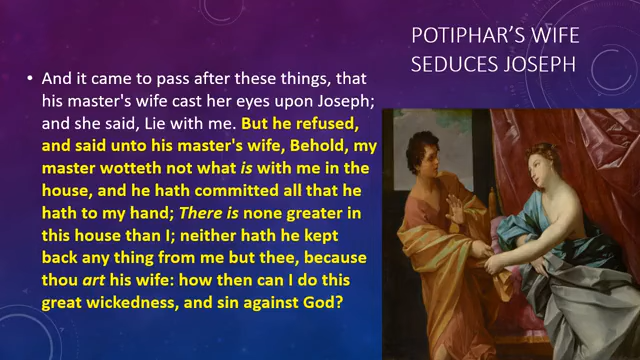 POTIPHAR'S WIFE
SEDUCES JOSEPH
• And it came to pass after these things, that
his master's wife cast her eyes upon Joseph;
and she said, Lie with me. But he refused,
and said unto his master's wife, Behold, my
master wotteth not what is with me in the
house, and he hath committed all that he
hath to my hand; There is none greater in
this house than I; neither hath he kept
back any thing from me but thee, because
thou art his wife: how then can I do this
great wickedness, and sin against God?